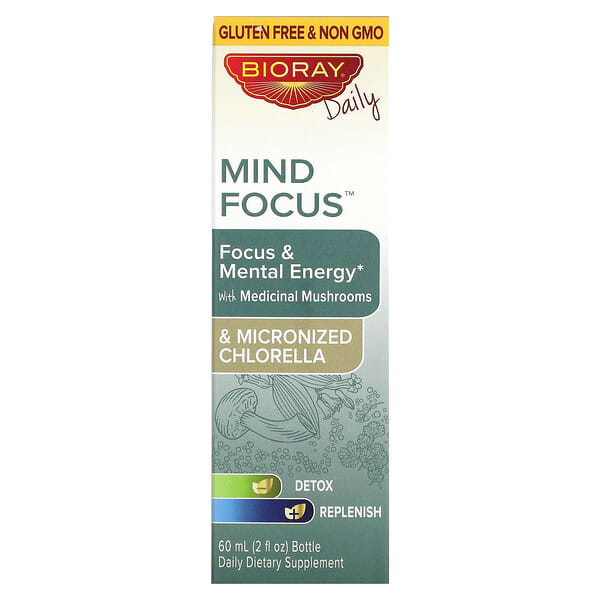 GLUTEN FREE & NON GMO
BIORAY®
Daily
MIND
FOCUS™
Focus &
Mental Energy*
With Medicinal Mushrooms
& MICRONIZED
CHLORELLA
DETOX
REPLENISH
60 mL (2 fl oz) Bottle
Daily Dietary Supplement